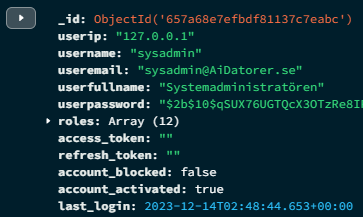 _id: ObjectId('657a68e7efbdf81137c7eabc')
userip: "127.0.0.1"
username: "sysadmin"
useremail: "sysadmin@AiDatorer.se"
userfullname: "Systemadministratören"
userpassword: "$2b$10$qSUX76UGTQcX3OTzRe8I
roles: Array (12)
access_token: ""
refresh_token: ""
account_blocked: false
account_activated: true
last_login: 2023-12-14T02:48:44.653+00:00